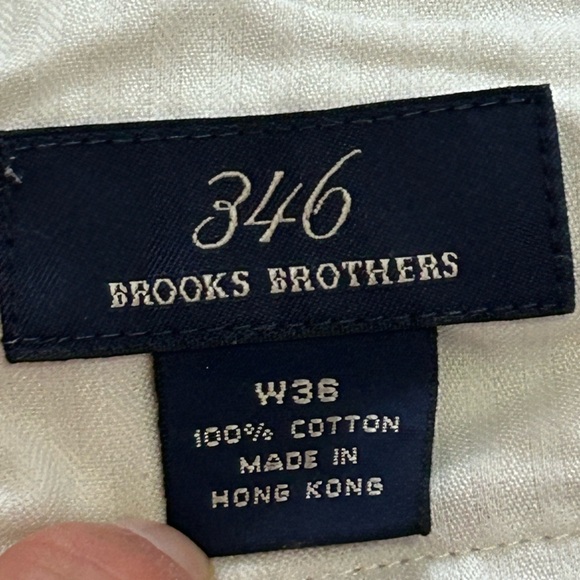 346
BROOKS BROTHERS
W36
100% COTTON
MADE IN
HONG KONG